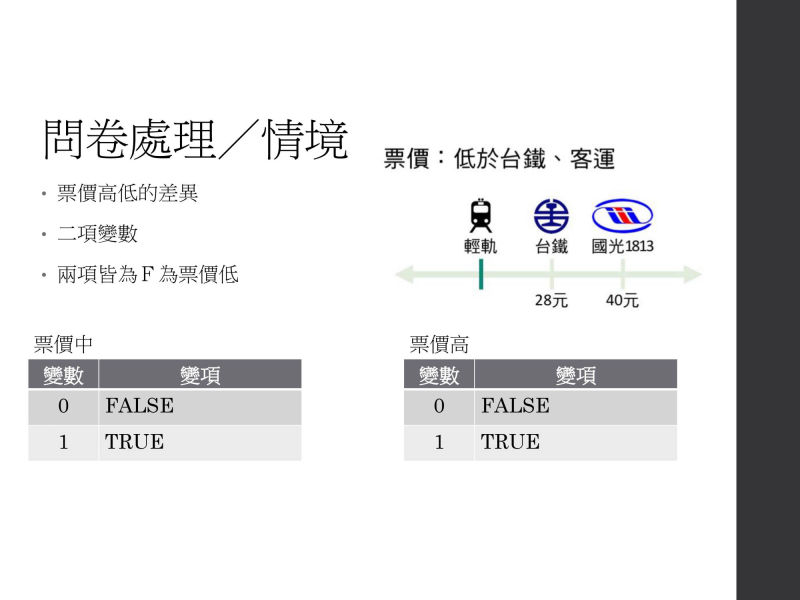 問卷處理／情境
• 票價高低的差異
• 二項變數
• 兩項皆為 F 為票價低
票價：低於台鐵、客運
輕軌 台鐵 國光1813
28元 40元
票價中
變數 變項
0 FALSE
1 TRUE
票價高
變數 變項
0 FALSE
1 TRUE